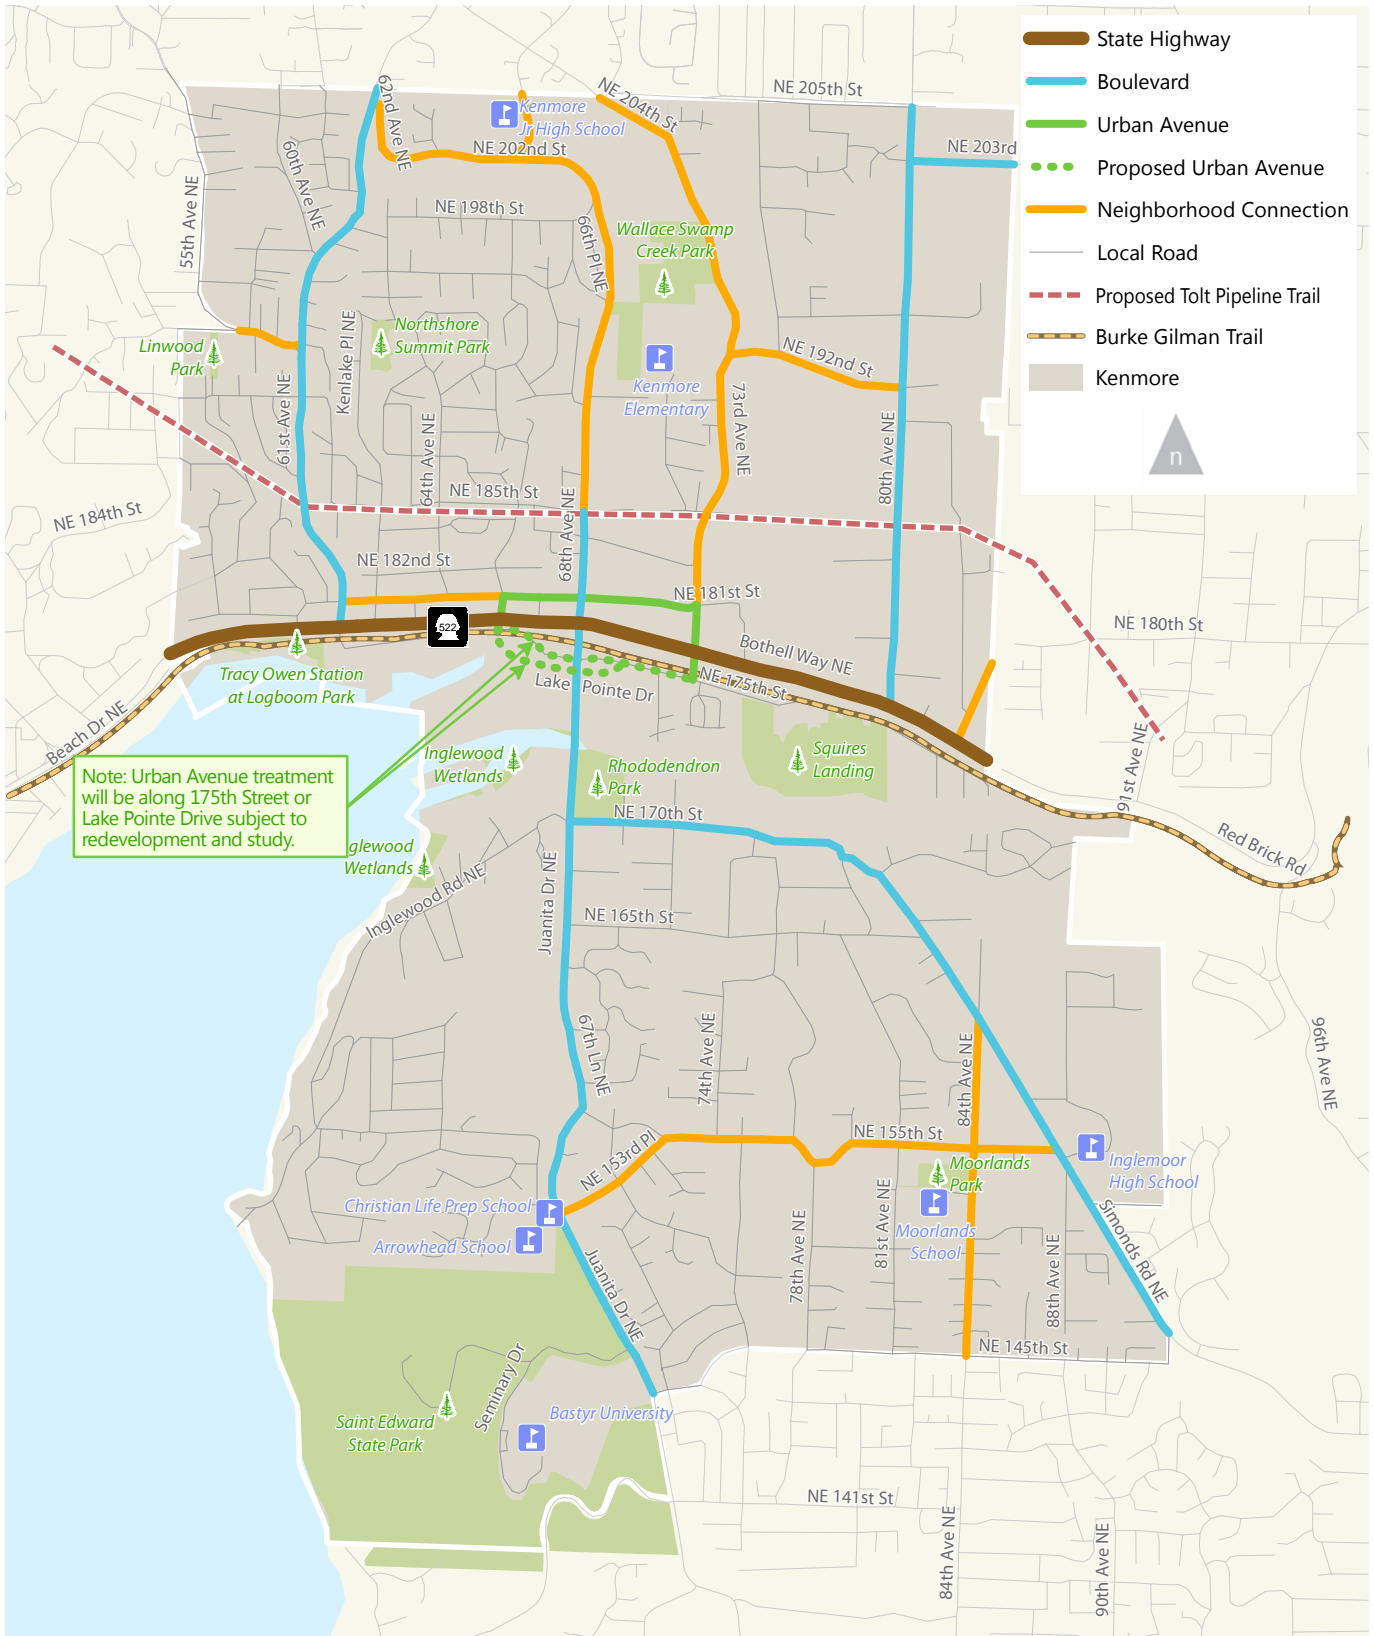 State Highway
Boulevard
Urban Avenue
Proposed Urban Avenue
Neighborhood Connection
Local Road
Proposed Tolt Pipeline Trail
Burke Gilman Trail
Kenmore
n
NE 205th St
NE 204th St
62nd Ave NE
Kenmore
Jr High School
NE 202nd St
NE 203rd
60th Ave NE
55th Ave NE
NE 198th St
66th Pl NE
Wallace Swamp
Creek Park
Northshore
Summit Park
Linwood
Park
Kenlake Pl NE
NE 192nd St
Kenmore
Elementary
61st Ave NE
64th Ave NE
73rd Ave NE
80th Ave NE
NE 185th St
68th Ave NE
NE 184th St
NE 182nd St
NE 181st St
522
NE 180th St
Bothell Way NE
Tracy Owen Station
at Logboom Park
NE 175th St
Lake Pointe Dr
Beach Dr NE
Inglewood
Wetlands
Rhododendron
Park
Squires
Landing
91st Ave NE
Note: Urban Avenue treatment
will be along 175th Street or
Lake Pointe Drive subject to
redevelopment and study.
NE 170th St
Red Brick Rd
glewood
Wetlands
Inglewood Rd NE
Juanita Dr NE
NE 165th St
67th Ln NE
74th Ave NE
84th Ave NE
96th Ave NE
NE 155th St
NE 153rd Pl
Inglemoor
High School
Moorlands
Park
Christian Life Prep School
Arrowhead School
Moorlands
School
81st Ave NE
78th Ave NE
88th Ave NE
Simonds Rd NE
Juanita Dr NE
NE 145th St
Seminary Dr
Saint Edward
State Park
Bastyr University
NE 141st St
84th Ave NE
90th Ave NE